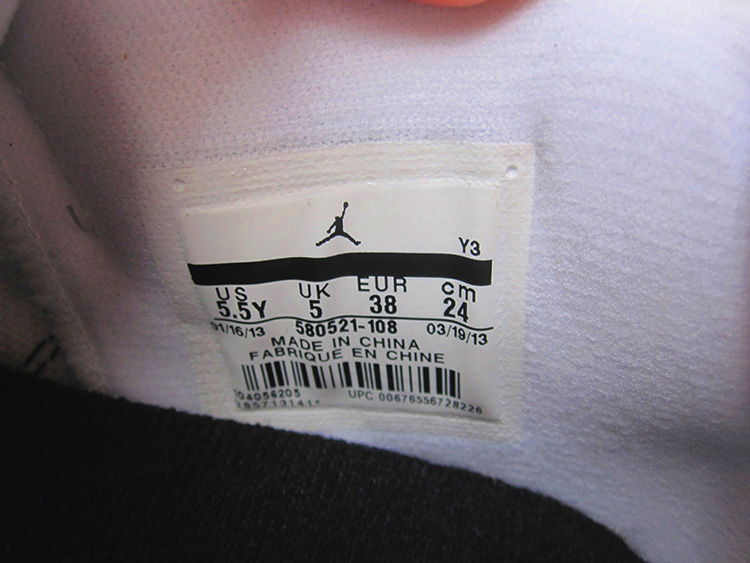 Y3
US UK EUR cm
5.5Y 5 38 24
01/16/13 580521-108 03/19/13
MADE IN CHINA
FABRIQUE EN CHINE
04056205 UPC 00676556728226